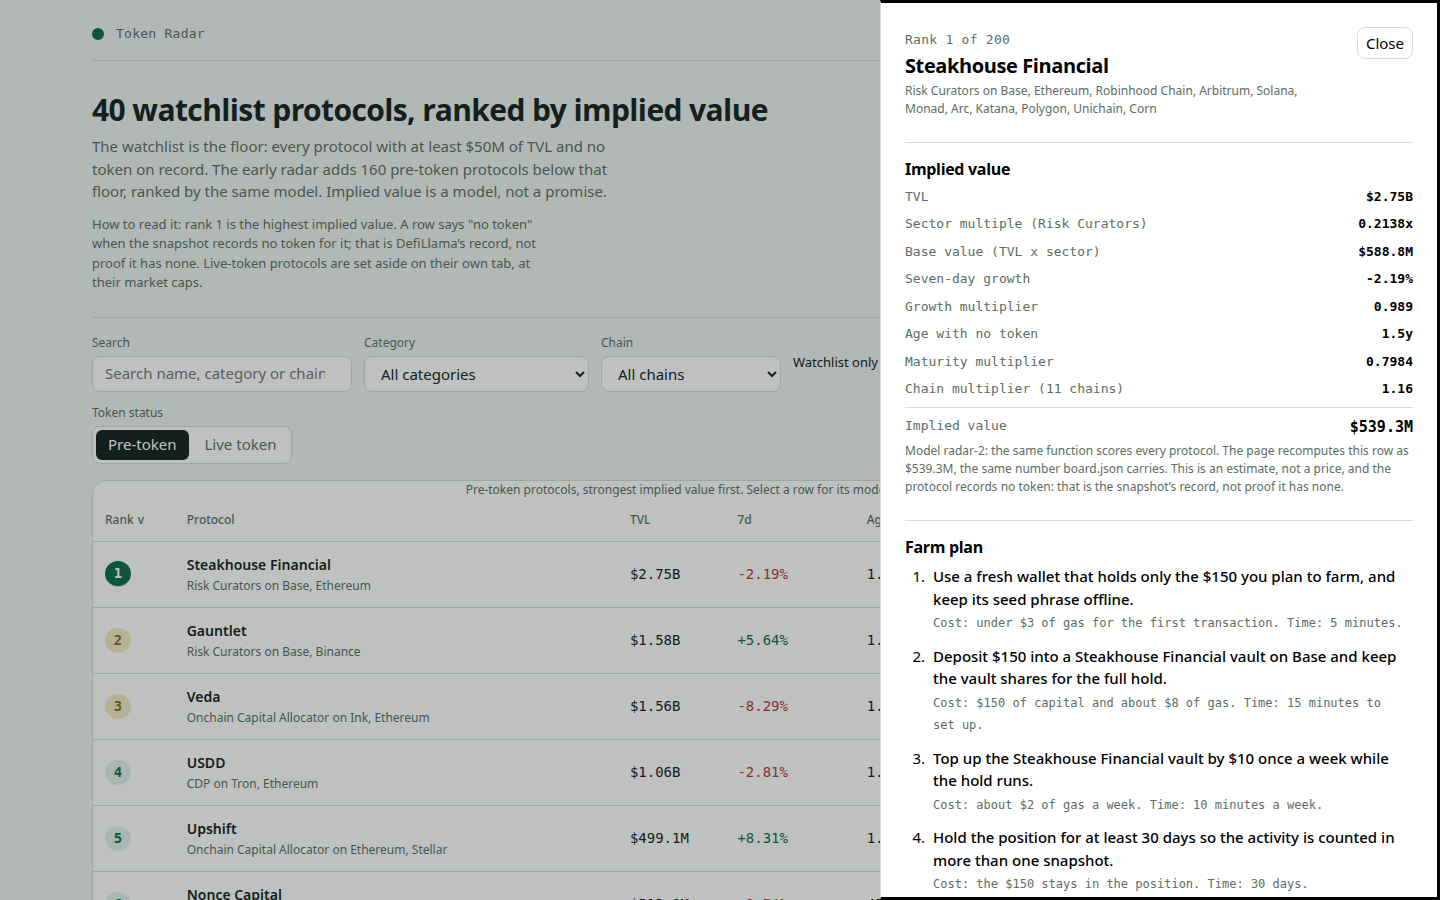 Token Radar
40 watchlist protocols, ranked by implied value
The watchlist is the floor: every protocol with at least $50M of TVL and no
token on record. The early radar adds 160 pre-token protocols below that
floor, ranked by the same model. Implied value is a model, not a promise.
How to read it: rank 1 is the highest implied value. A row says "no token"
when the snapshot records no token for it; that is DefiLlama's record, not
proof it has none. Live-token protocols are set aside on their own tab, at
their market caps.
Search
Category
Chain
Search name, category or chain
All categories
All chains
Watchlist only
Token status
Pre-token
Live token
Pre-token protocols, strongest implied value first. Select a row for its
Rank v
Protocol
TVL
7d
1
Steakhouse Financial
Risk Curators on Base, Ethereum
$2.75B
-2.19%
2
Gauntlet
Risk Curators on Base, Binance
$1.58B
+5.64%
3
Veda
Onchain Capital Allocator on Ink, Ethereum
$1.56B
-8.29%
4
USDD
CDP on Tron, Ethereum
$1.06B
-2.81%
5
Upshift
Onchain Capital Allocator on Ethereum, Stellar
$499.1M
+8.31%
Nonce Capital
Rank 1 of 200
Close
Steakhouse Financial
Risk Curators on Base, Ethereum, Robinhood Chain, Arbitrum, Solana,
Monad, Arc, Katana, Polygon, Unichain, Corn
Implied value
TVL $2.75B
Sector multiple (Risk Curators) 0.2138x
Base value (TVL x sector) $588.8M
Seven-day growth -2.19%
Growth multiplier 0.989
Age with no token 1.5y
Maturity multiplier 0.7984
Chain multiplier (11 chains) 1.16
Implied value $539.3M
Model radar-2: the same function scores every protocol. The page recomputes this row as
$539.3M, the same number board.json carries. This is an estimate, not a price, and the
protocol records no token: that is the snapshot's record, not proof it has none.
Farm plan
1. Use a fresh wallet that holds only the $150 you plan to farm, and
keep its seed phrase offline.
Cost: under $3 of gas for the first transaction. Time: 5 minutes.
2. Deposit $150 into a Steakhouse Financial vault on Base and keep
the vault shares for the full hold.
Cost: $150 of capital and about $8 of gas. Time: 15 minutes to
set up.
3. Top up the Steakhouse Financial vault by $10 once a week while
the hold runs.
Cost: about $2 of gas a week. Time: 10 minutes a week.
4. Hold the position for at least 30 days so the activity is counted in
more than one snapshot.
Cost: the $150 stays in the position. Time: 30 days.